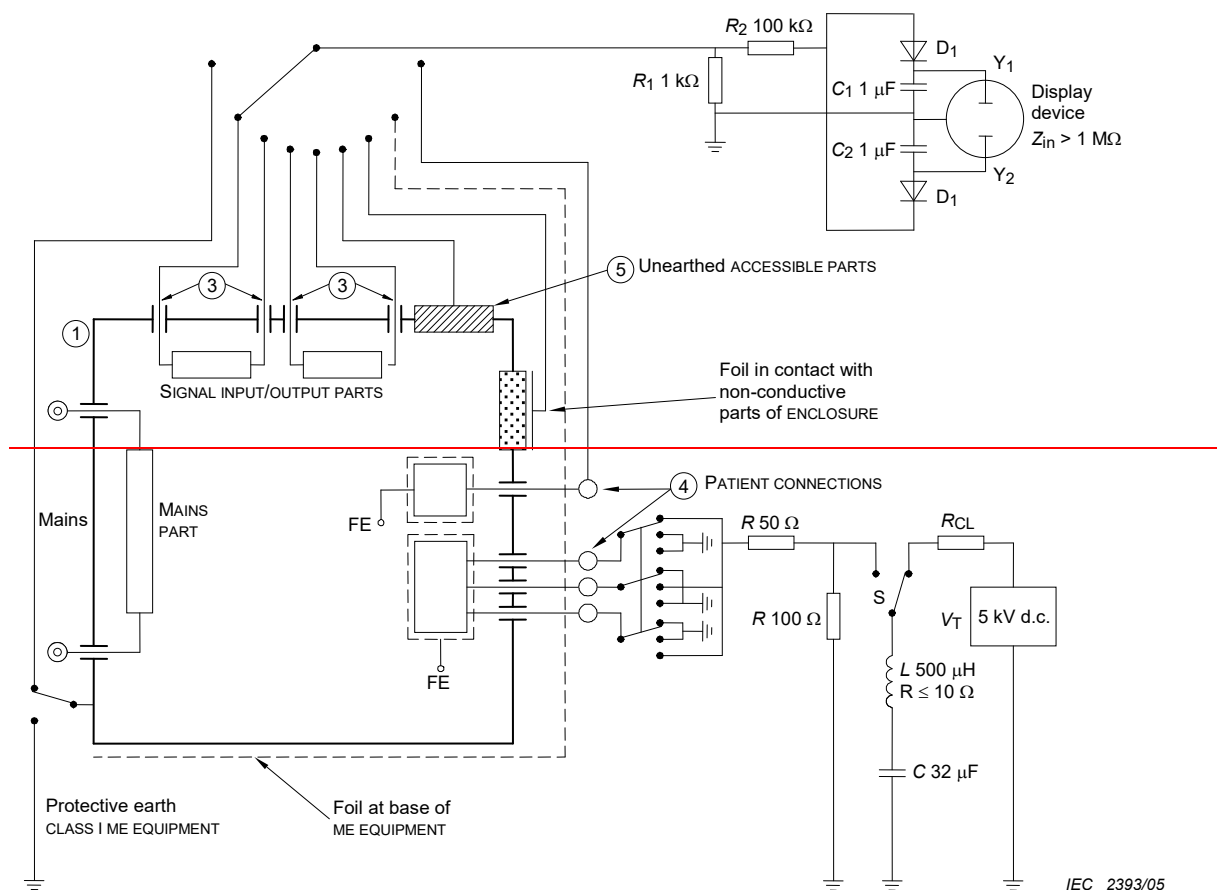 R2 100 kΩ
D1
Y1
R1 1 kΩ
C1 1 μF
Display
device
Zin > 1 MΩ
C2 1 μF
Y2
D1
5 Unearthed ACCESSIBLE PARTS
3
3
1
SIGNAL INPUT/OUTPUT PARTS
Foil in contact with
non-conductive
parts of ENCLOSURE
4 PATIENT CONNECTIONS
Mains
MAINS
PART
FE
R 50 Ω
RCL
S
R 100 Ω
VT
5 kV d.c.
FE
L 500 μH
R ≤ 10 Ω
C 32 μF
Protective earth
CLASS I ME EQUIPMENT
Foil at base of
ME EQUIPMENT
IEC 2393/05